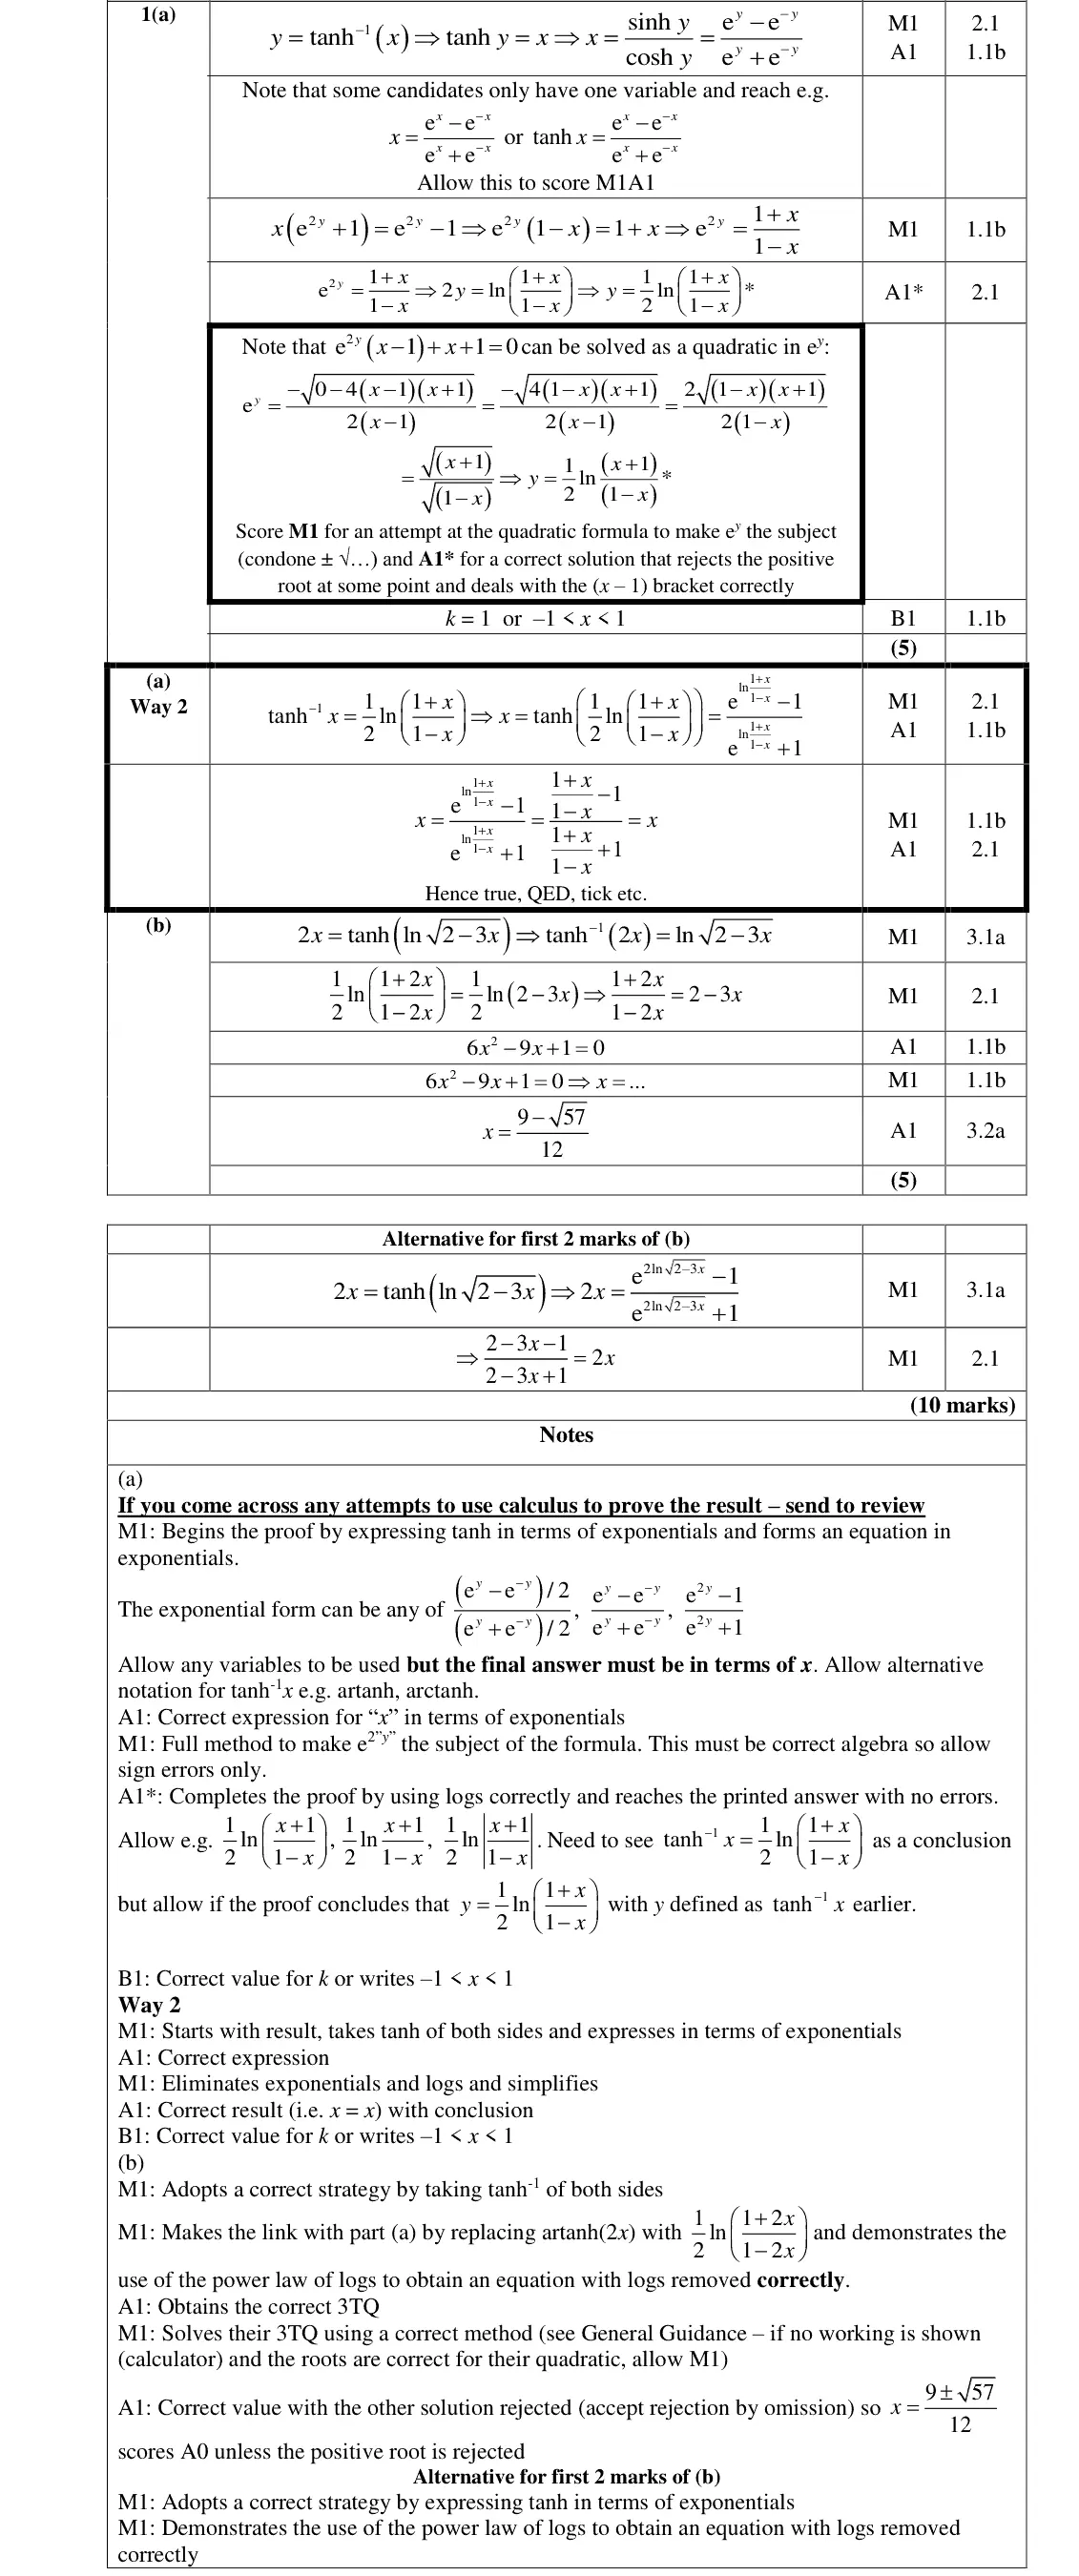 1(a)
y = tanh⁻¹(x) ⇒ tanh y = x ⇒ x = sinh y / cosh y = (eʸ − e⁻ʸ)/(eʸ + e⁻ʸ) M1 A1 2.1 1.1b
Note that some candidates only have one variable and reach e.g.
x = (eˣ − e⁻ˣ)/(eˣ + e⁻ˣ) or tanh x = (eˣ − e⁻ˣ)/(eˣ + e⁻ˣ)
Allow this to score M1A1
x(e²ʸ + 1) = e²ʸ − 1 ⇒ e²ʸ(1 − x) = 1 + x ⇒ e²ʸ = (1 + x)/(1 − x) M1 1.1b
e²ʸ = (1 + x)/(1 − x) ⇒ 2y = ln((1 + x)/(1 − x)) ⇒ y = 1/2 ln((1 + x)/(1 − x))* A1* 2.1
Note that e²ʸ(x − 1) + x + 1 = 0 can be solved as a quadratic in eʸ:
eʸ = −√(0 − 4(x − 1)(x + 1)) / 2(x − 1) = −√(4(1 − x)(x + 1)) / 2(x − 1) = 2√((1 − x)(x + 1)) / 2(1 − x)
= √(x + 1)/√(1 − x) ⇒ y = 1/2 ln (x + 1)/(1 − x)*
Score M1 for an attempt at the quadratic formula to make eʸ the subject
(condone ± √…) and A1* for a correct solution that rejects the positive
root at some point and deals with the (x – 1) bracket correctly
k = 1 or –1 < x < 1 B1 1.1b
(5)
(a)
Way 2
tanh⁻¹ x = 1/2 ln((1 + x)/(1 − x)) ⇒ x = tanh(1/2 ln((1 + x)/(1 − x))) = (e^(ln (1+x)/(1−x)) − 1)/(e^(ln (1+x)/(1−x)) + 1) M1 A1 2.1 1.1b
x = (e^(ln (1+x)/(1−x)) − 1)/(e^(ln (1+x)/(1−x)) + 1) = ((1 + x)/(1 − x) − 1)/((1 + x)/(1 − x) + 1) = x M1 A1 1.1b 2.1
Hence true, QED, tick etc.
(b)
2x = tanh(ln √(2 − 3x)) ⇒ tanh⁻¹(2x) = ln √(2 − 3x) M1 3.1a
1/2 ln((1 + 2x)/(1 − 2x)) = 1/2 ln(2 − 3x) ⇒ (1 + 2x)/(1 − 2x) = 2 − 3x M1 2.1
6x² − 9x + 1 = 0 A1 1.1b
6x² − 9x + 1 = 0 ⇒ x = ... M1 1.1b
x = (9 − √57)/12 A1 3.2a
(5)
Alternative for first 2 marks of (b)
2x = tanh(ln √(2 − 3x)) ⇒ 2x = (e^(2ln √(2−3x)) − 1)/(e^(2ln √(2−3x)) + 1) M1 3.1a
⇒ (2 − 3x − 1)/(2 − 3x + 1) = 2x M1 2.1
(10 marks)
Notes
(a)
If you come across any attempts to use calculus to prove the result – send to review
M1: Begins the proof by expressing tanh in terms of exponentials and forms an equation in
exponentials.
The exponential form can be any of ((eʸ − e⁻ʸ)/2)/((eʸ + e⁻ʸ)/2), (eʸ − e⁻ʸ)/(eʸ + e⁻ʸ), (e²ʸ − 1)/(e²ʸ + 1)
Allow any variables to be used but the final answer must be in terms of x. Allow alternative
notation for tanh⁻¹x e.g. artanh, arctanh.
A1: Correct expression for “x” in terms of exponentials
M1: Full method to make e^(2”y”) the subject of the formula. This must be correct algebra so allow
sign errors only.
A1*: Completes the proof by using logs correctly and reaches the printed answer with no errors.
Allow e.g. 1/2 ln((x + 1)/(1 − x)), 1/2 ln (x + 1)/(1 − x), 1/2 ln|(x + 1)/(1 − x)|. Need to see tanh⁻¹ x = 1/2 ln((1 + x)/(1 − x)) as a conclusion
but allow if the proof concludes that y = 1/2 ln((1 + x)/(1 − x)) with y defined as tanh⁻¹ x earlier.
B1: Correct value for k or writes –1 < x < 1
Way 2
M1: Starts with result, takes tanh of both sides and expresses in terms of exponentials
A1: Correct expression
M1: Eliminates exponentials and logs and simplifies
A1: Correct result (i.e. x = x) with conclusion
B1: Correct value for k or writes –1 < x < 1
(b)
M1: Adopts a correct strategy by taking tanh⁻¹ of both sides
M1: Makes the link with part (a) by replacing artanh(2x) with 1/2 ln((1 + 2x)/(1 − 2x)) and demonstrates the
use of the power law of logs to obtain an equation with logs removed correctly.
A1: Obtains the correct 3TQ
M1: Solves their 3TQ using a correct method (see General Guidance – if no working is shown
(calculator) and the roots are correct for their quadratic, allow M1)
A1: Correct value with the other solution rejected (accept rejection by omission) so x = (9 ± √57)/12
scores A0 unless the positive root is rejected
Alternative for first 2 marks of (b)
M1: Adopts a correct strategy by expressing tanh in terms of exponentials
M1: Demonstrates the use of the power law of logs to obtain an equation with logs removed
correctly